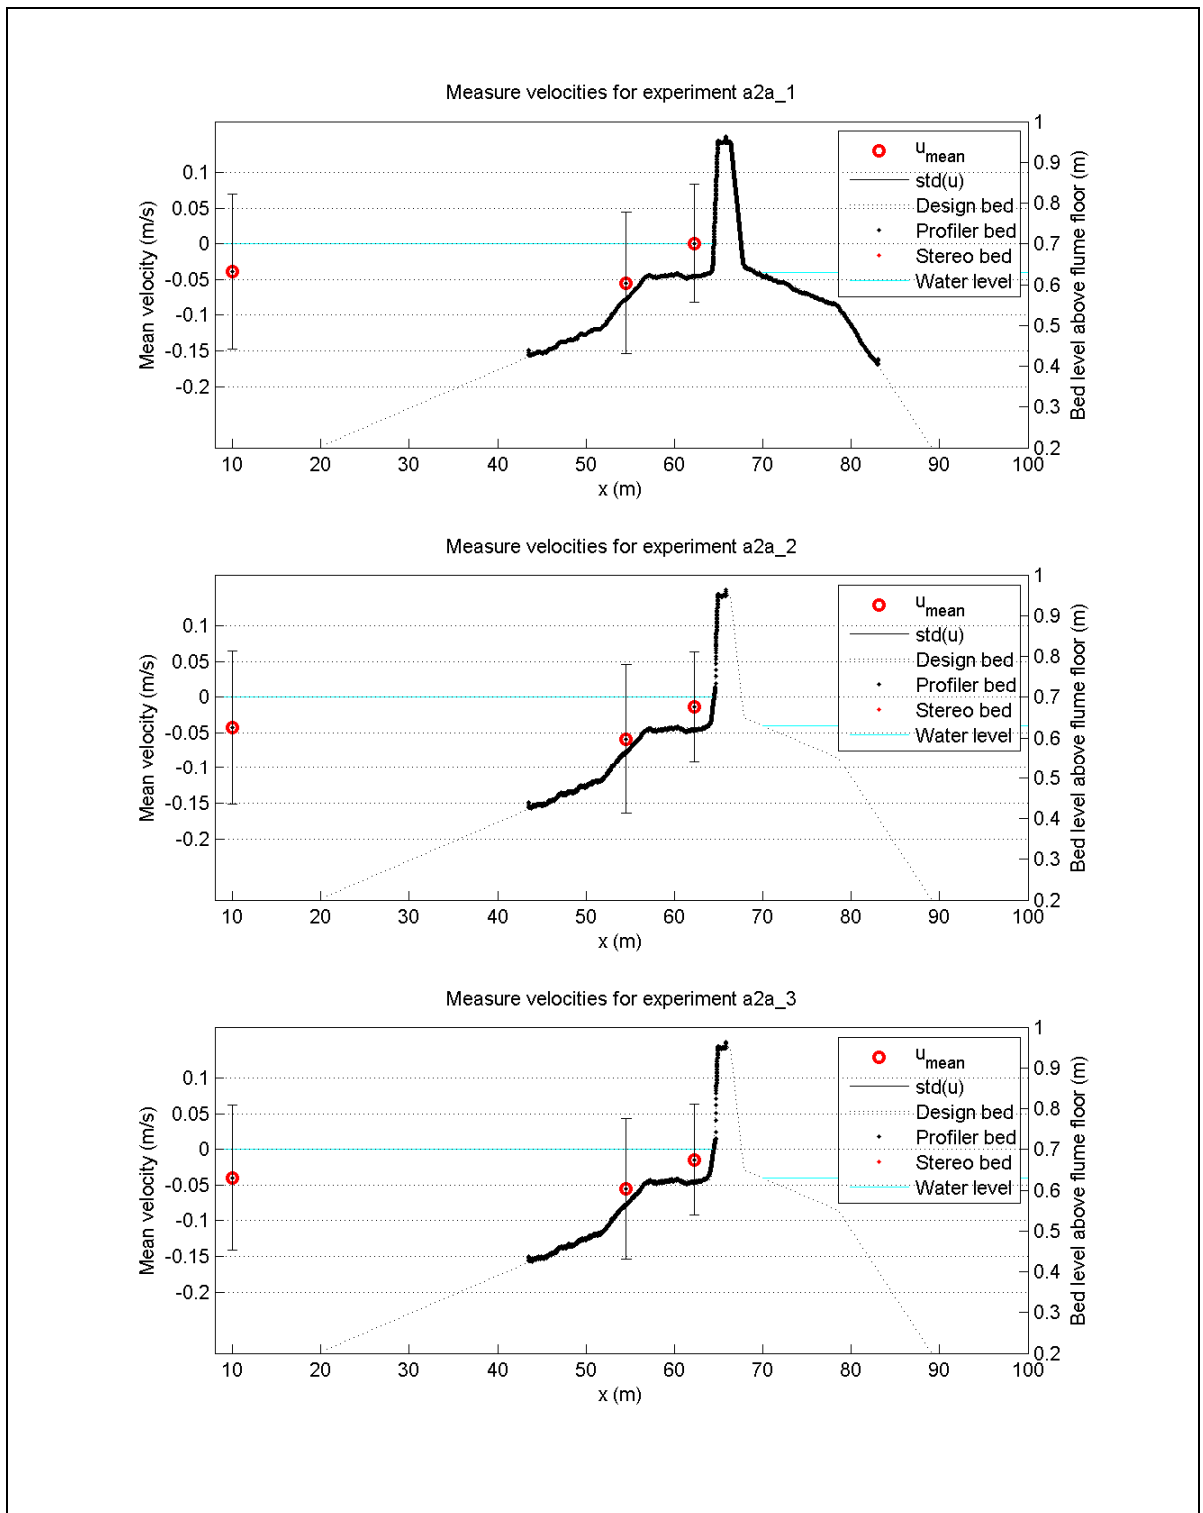 Measure velocities for experiment a2a_1
Mean velocity (m/s)
0.1
0.05
0
-0.05
-0.1
-0.15
-0.2
10 20 30 40 50 60 70 80 90 100
x (m)
1
0.9
0.8
0.7
0.6
0.5
0.4
0.3
0.2
Bed level above flume floor (m)
u_mean
std(u)
Design bed
Profiler bed
Stereo bed
Water level
Measure velocities for experiment a2a_2
Mean velocity (m/s)
0.1
0.05
0
-0.05
-0.1
-0.15
-0.2
10 20 30 40 50 60 70 80 90 100
x (m)
1
0.9
0.8
0.7
0.6
0.5
0.4
0.3
0.2
Bed level above flume floor (m)
u_mean
std(u)
Design bed
Profiler bed
Stereo bed
Water level
Measure velocities for experiment a2a_3
Mean velocity (m/s)
0.1
0.05
0
-0.05
-0.1
-0.15
-0.2
10 20 30 40 50 60 70 80 90 100
x (m)
1
0.9
0.8
0.7
0.6
0.5
0.4
0.3
0.2
Bed level above flume floor (m)
u_mean
std(u)
Design bed
Profiler bed
Stereo bed
Water level